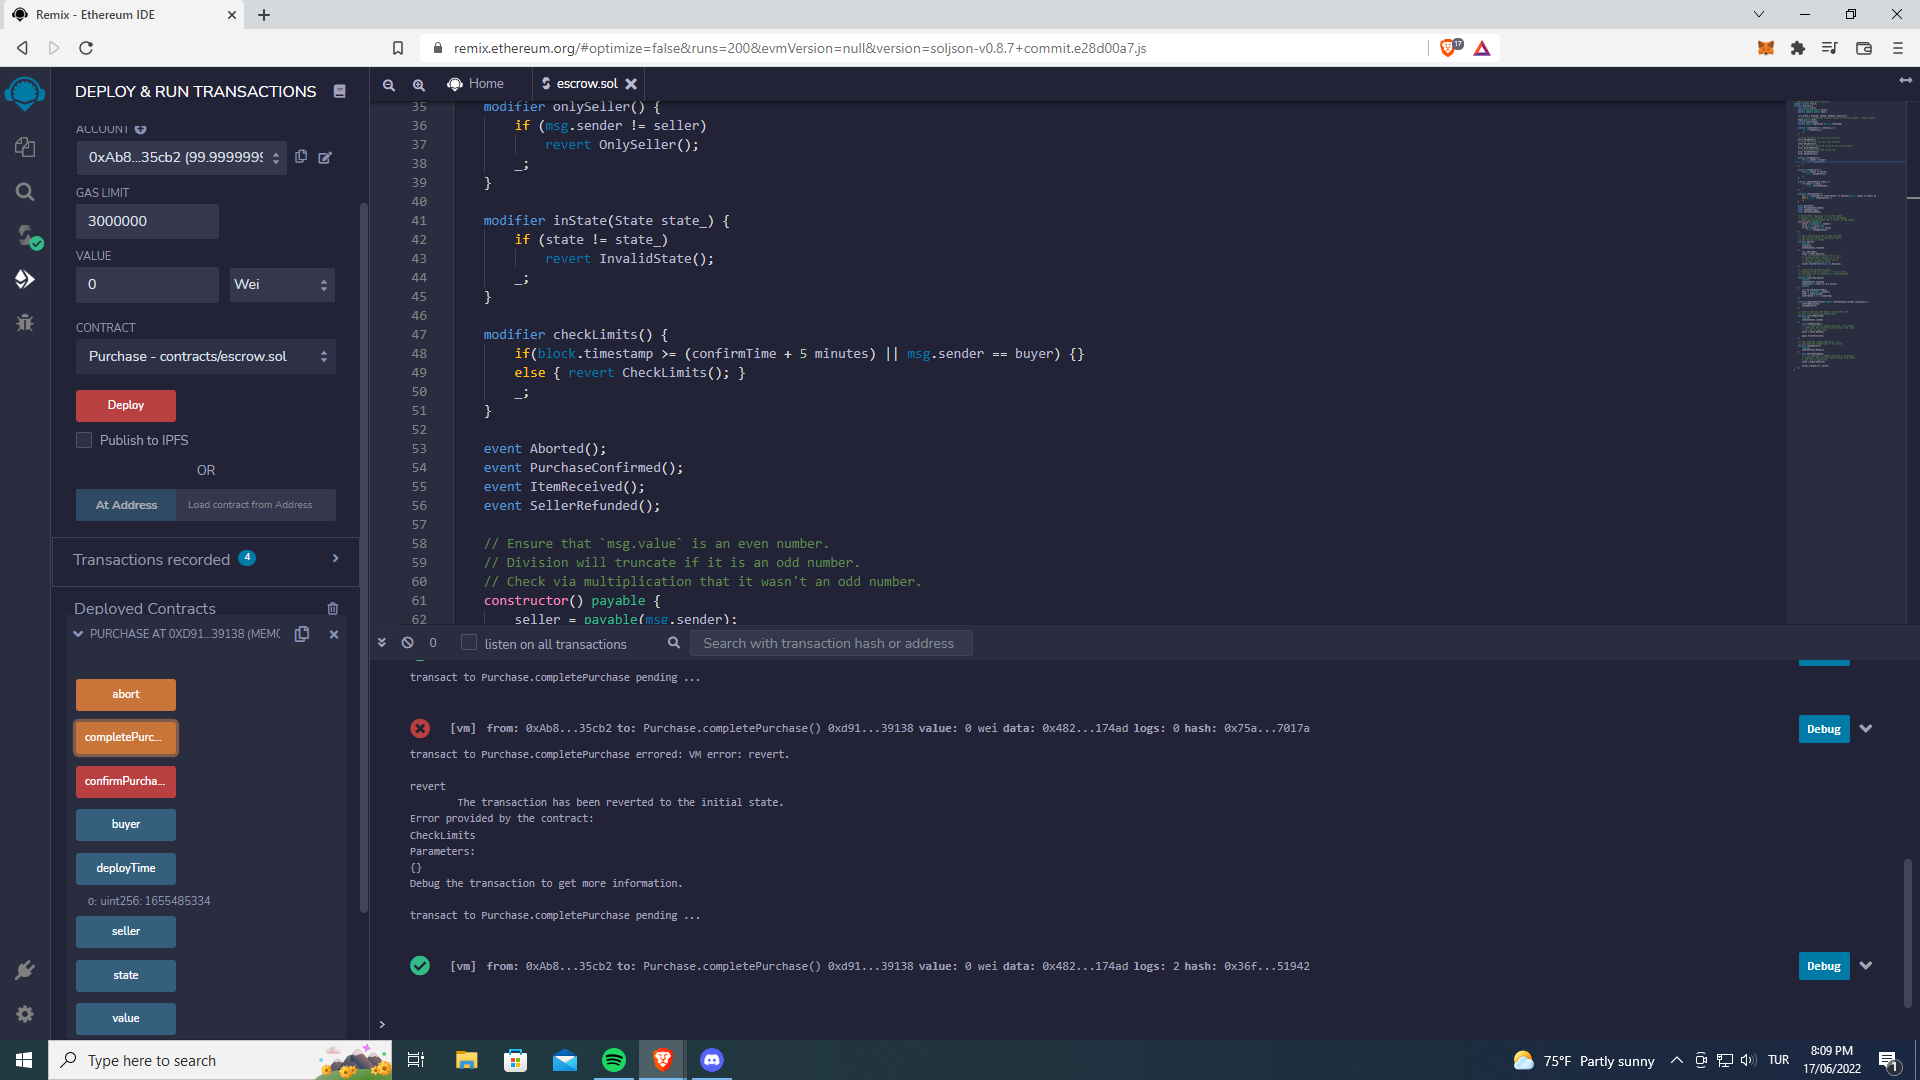 Remix - Ethereum IDE
remix.ethereum.org/#optimize=false&runs=200&evmVersion=null&version=soljson-v0.8.7+commit.e28d00a7.js
17
DEPLOY & RUN TRANSACTIONS
ACCOUNT
0xAb8...35cb2 (99.9999999
GAS LIMIT
3000000
VALUE
0
Wei
CONTRACT
Purchase - contracts/escrow.sol
Deploy
Publish to IPFS
OR
At Address
Load contract from Address
Transactions recorded 4
Deployed Contracts
PURCHASE AT 0XD91...39138 (MEMO
abort
completePurc...
confirmPurcha...
buyer
deployTime
0: uint256: 1655485334
seller
state
value
Home
escrow.sol
35 modifier onlySeller() {
36 if (msg.sender != seller)
37 revert OnlySeller();
38 _;
39 }
40
41 modifier inState(State state_) {
42 if (state != state_)
43 revert InvalidState();
44 _;
45 }
46
47 modifier checkLimits() {
48 if(block.timestamp >= (confirmTime + 5 minutes) || msg.sender == buyer) {}
49 else { revert CheckLimits(); }
50 _;
51 }
52
53 event Aborted();
54 event PurchaseConfirmed();
55 event ItemReceived();
56 event SellerRefunded();
57
58 // Ensure that `msg.value` is an even number.
59 // Division will truncate if it is an odd number.
60 // Check via multiplication that it wasn't an odd number.
61 constructor() payable {
62 seller = payable(msg.sender);
0
listen on all transactions
Search with transaction hash or address
transact to Purchase.completePurchase pending ...
[vm] from: 0xAb8...35cb2 to: Purchase.completePurchase() 0xd91...39138 value: 0 wei data: 0x482...174ad logs: 0 hash: 0x75a...7017a
Debug
transact to Purchase.completePurchase errored: VM error: revert.
revert
The transaction has been reverted to the initial state.
Error provided by the contract:
CheckLimits
Parameters:
{}
Debug the transaction to get more information.
transact to Purchase.completePurchase pending ...
[vm] from: 0xAb8...35cb2 to: Purchase.completePurchase() 0xd91...39138 value: 0 wei data: 0x482...174ad logs: 2 hash: 0x36f...51942
Debug
>
Type here to search
75°F Partly sunny
TUR
8:09 PM
17/06/2022
1